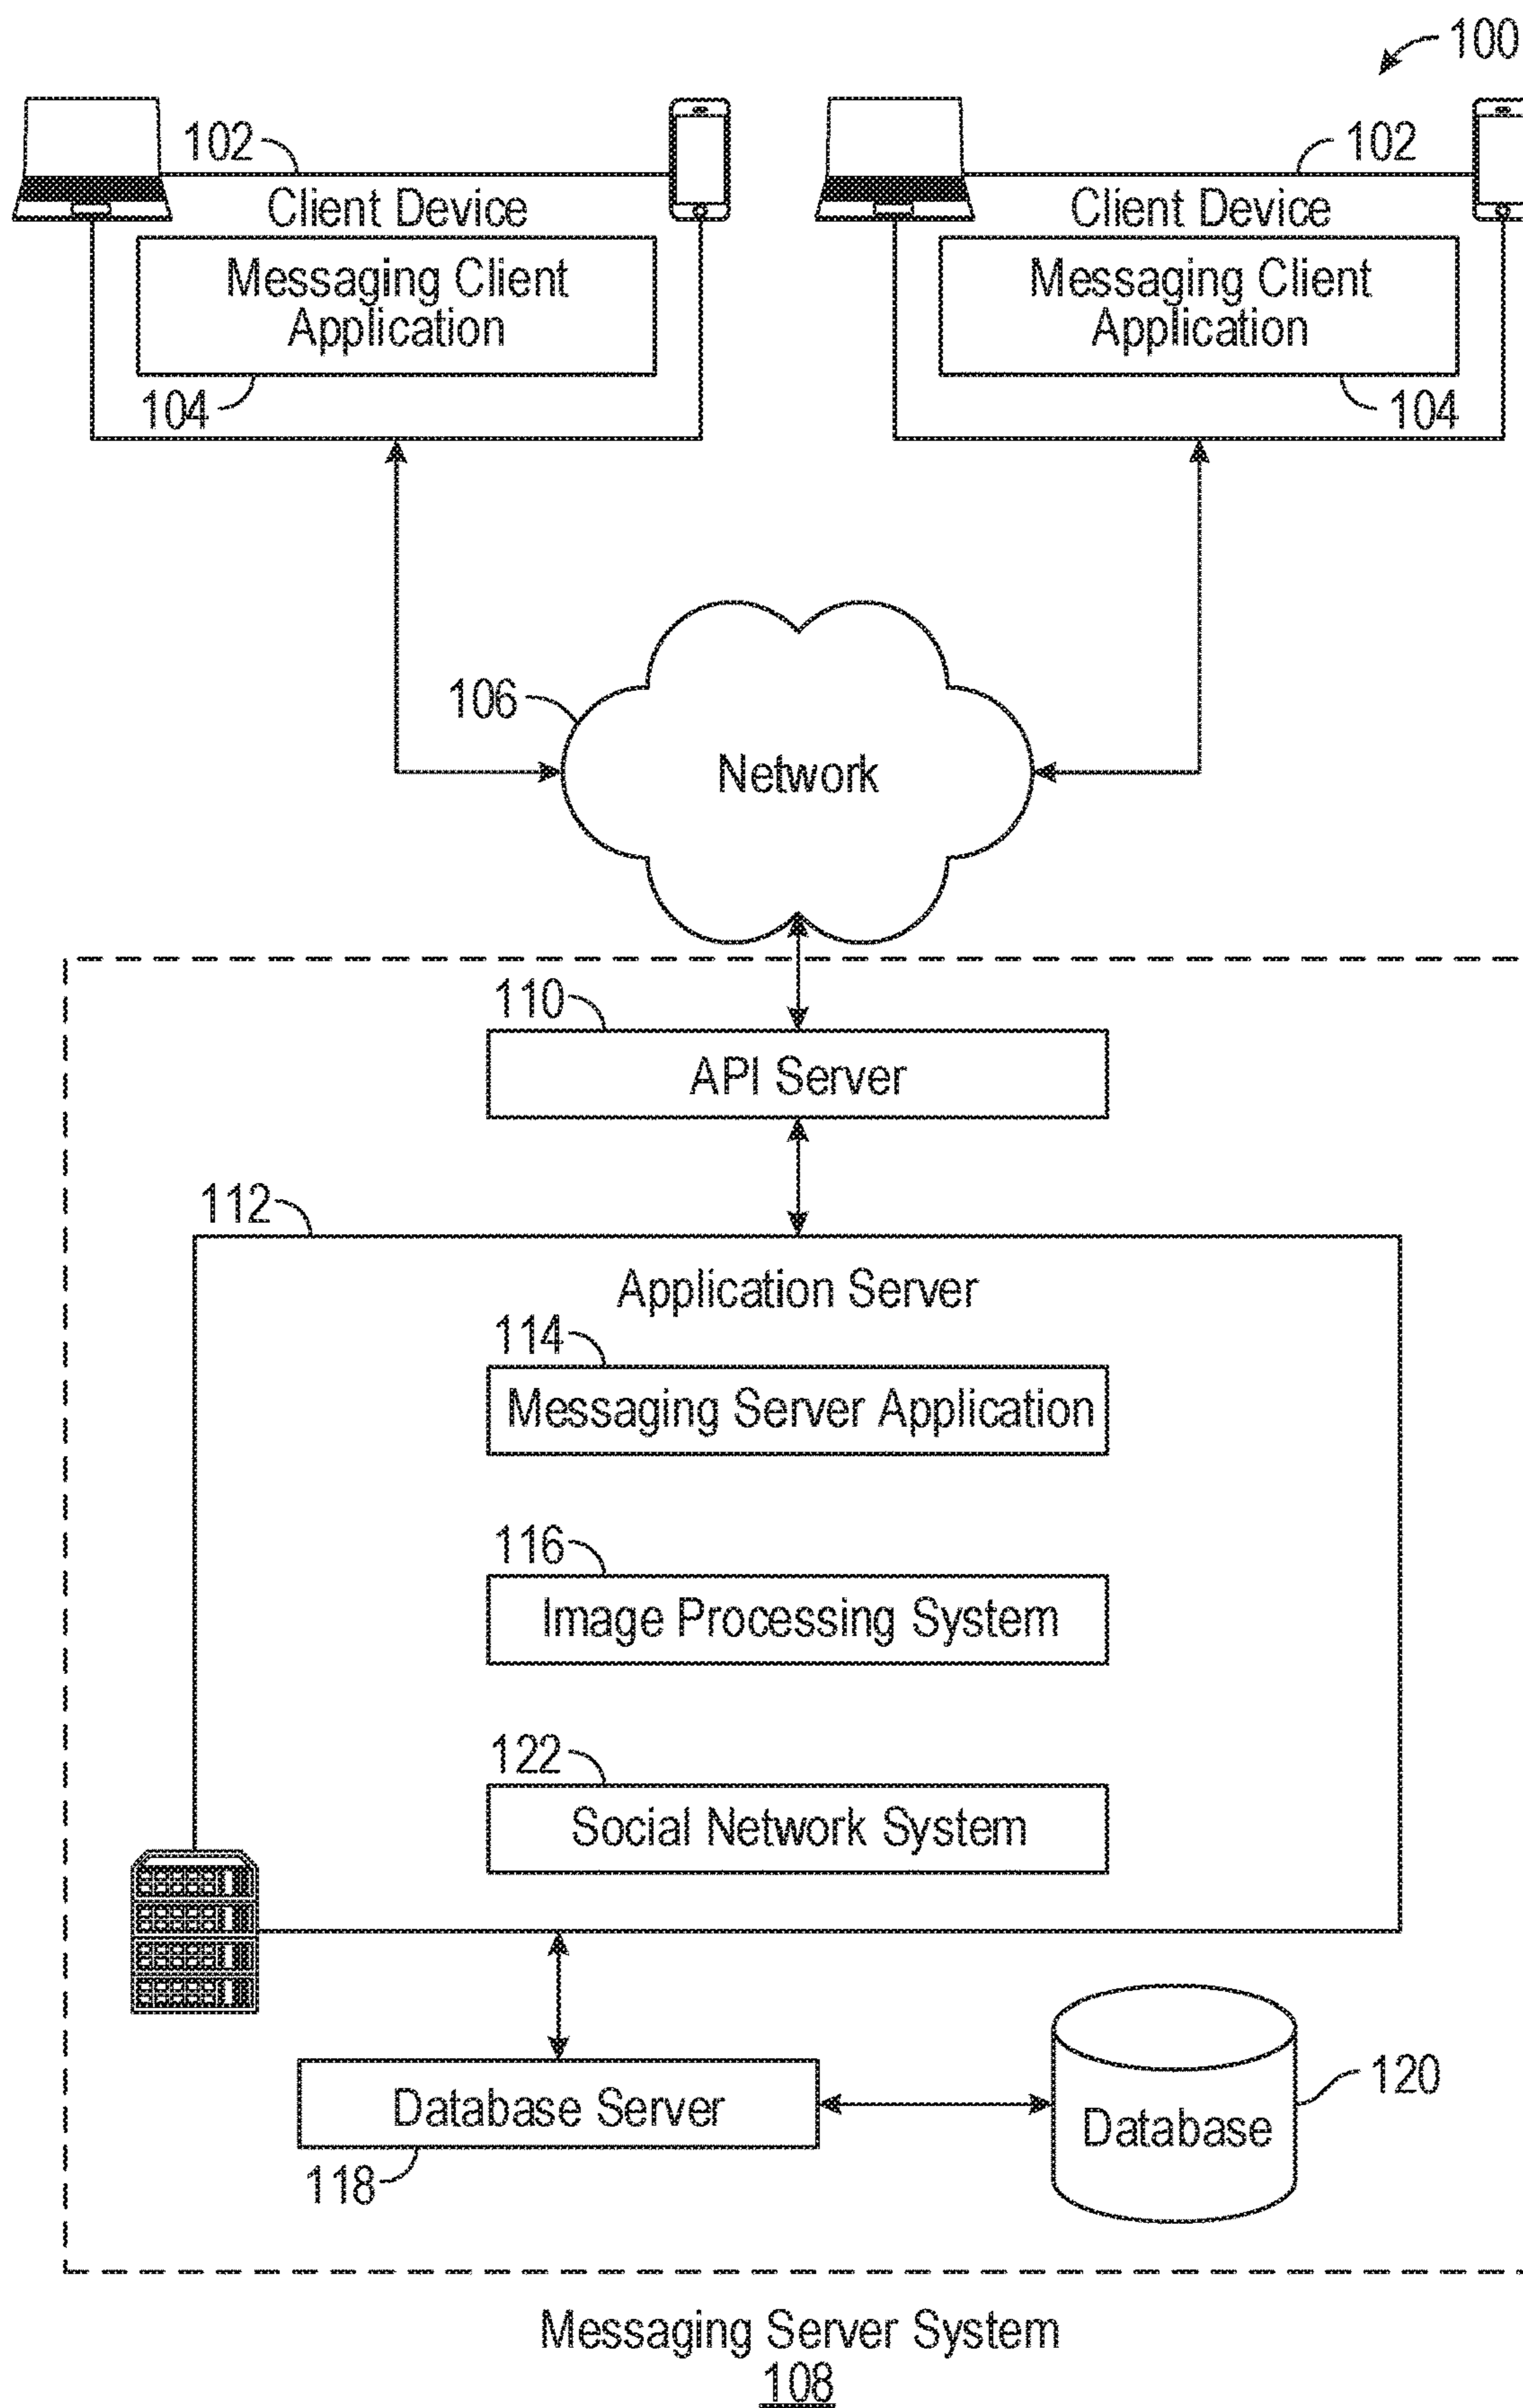 100
102
102
Client Device
Client Device
Messaging Client
Application
Messaging Client
Application
104
104
106
Network
110
API Server
112
Application Server
114
Messaging Server Application
116
Image Processing System
122
Social Network System
Database Server
118
Database
120
Messaging Server System
108